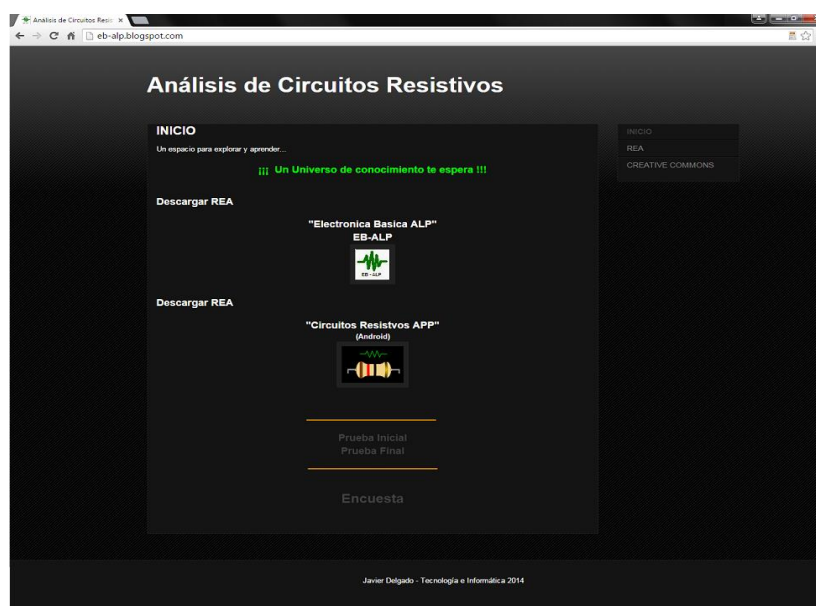 Análisis de Circuitos Resis
eb-alp.blogspot.com
Análisis de Circuitos Resistivos
INICIO
Un espacio para explorar y aprender...
¡¡¡ Un Universo de conocimiento te espera !!!
Descargar REA
"Electronica Basica ALP"
EB-ALP
EB - ALP
Descargar REA
"Circuitos Resistvos APP"
(Android)
Prueba Inicial
Prueba Final
Encuesta
INICIO
REA
CREATIVE COMMONS
Javier Delgado - Tecnología e Informática 2014